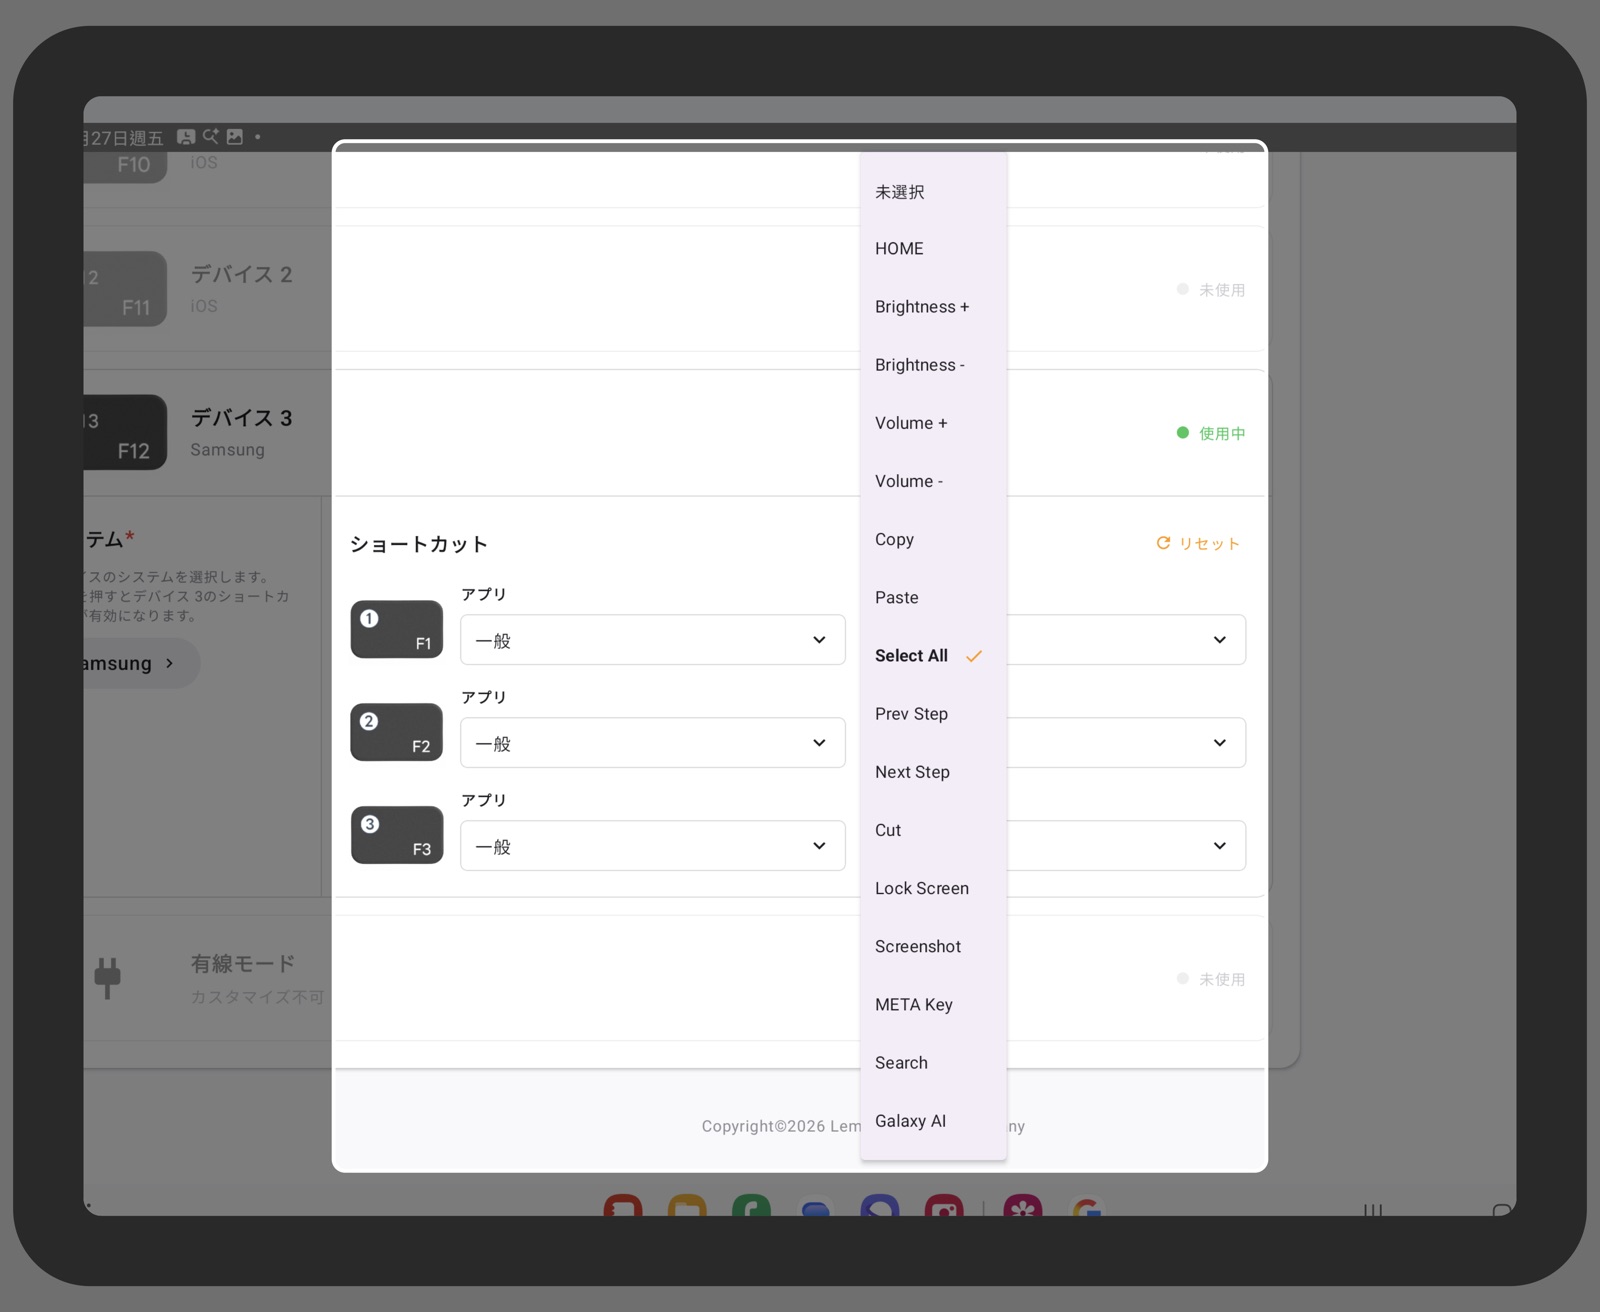 月27日週五
F10
iOS
2
F11
デバイス 2
iOS
未使用
3
F12
デバイス 3
Samsung
使用中
テム*
イスのシステムを選択します。
を押すとデバイス 3のショートカ
が有効になります。
amsung
ショートカット
リセット
1
F1
アプリ
一般
2
F2
アプリ
一般
3
F3
アプリ
一般
未選択
HOME
Brightness +
Brightness -
Volume +
Volume -
Copy
Paste
Select All
Prev Step
Next Step
Cut
Lock Screen
Screenshot
META Key
Search
Galaxy AI
有線モード
カスタマイズ不可
未使用
Copyright©2026 Lem
ny